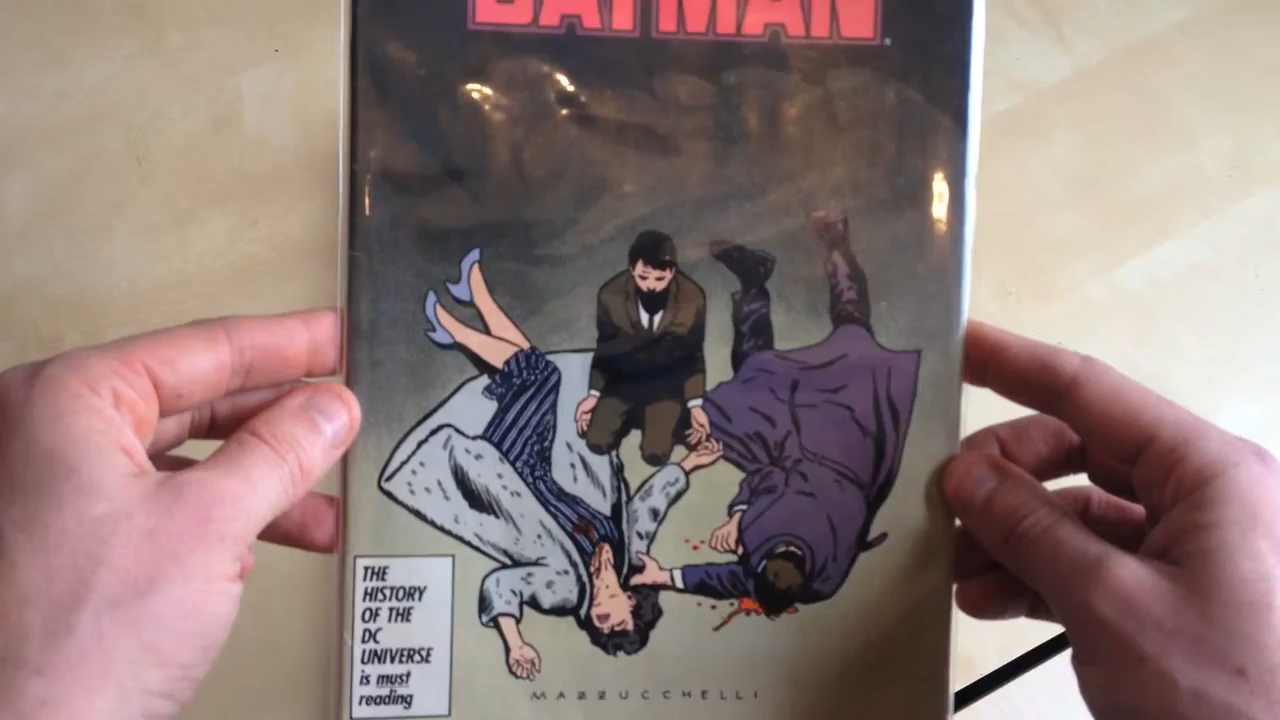 BATMAN
THE
HISTORY
OF THE
DC
UNIVERSE
is must
reading
MAZZUCCHELLI